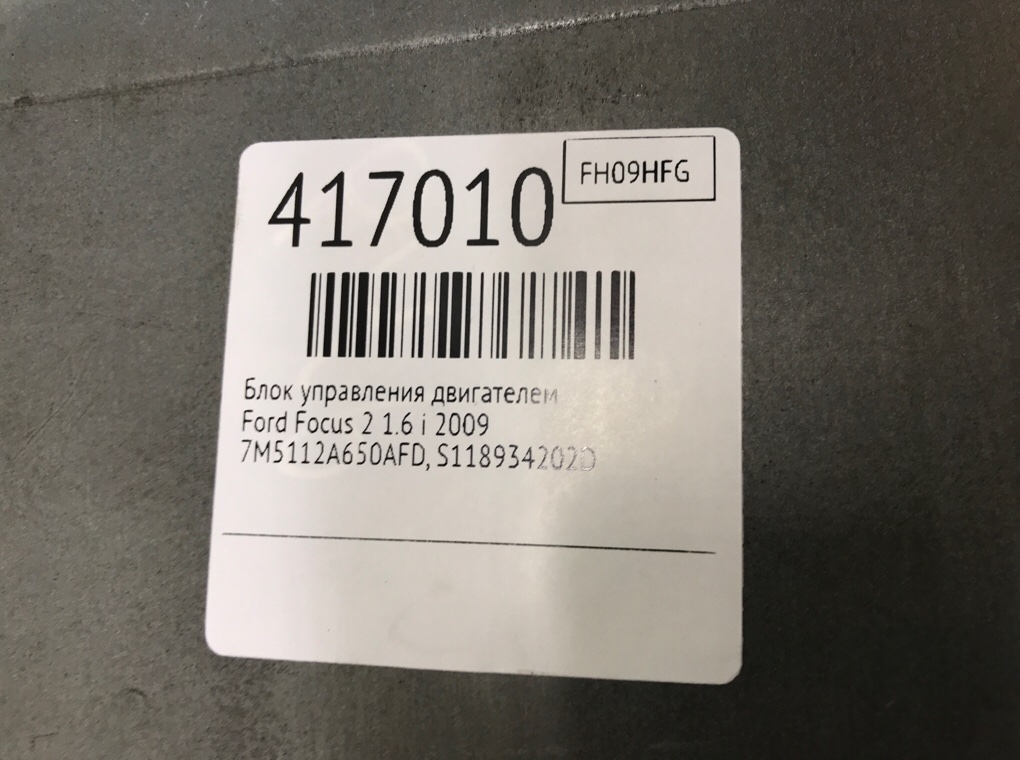 417010
FH09HFG
Блок управления двигателем
Ford Focus 2 1.6 i 2009
7M5112A650AFD, S118934202D